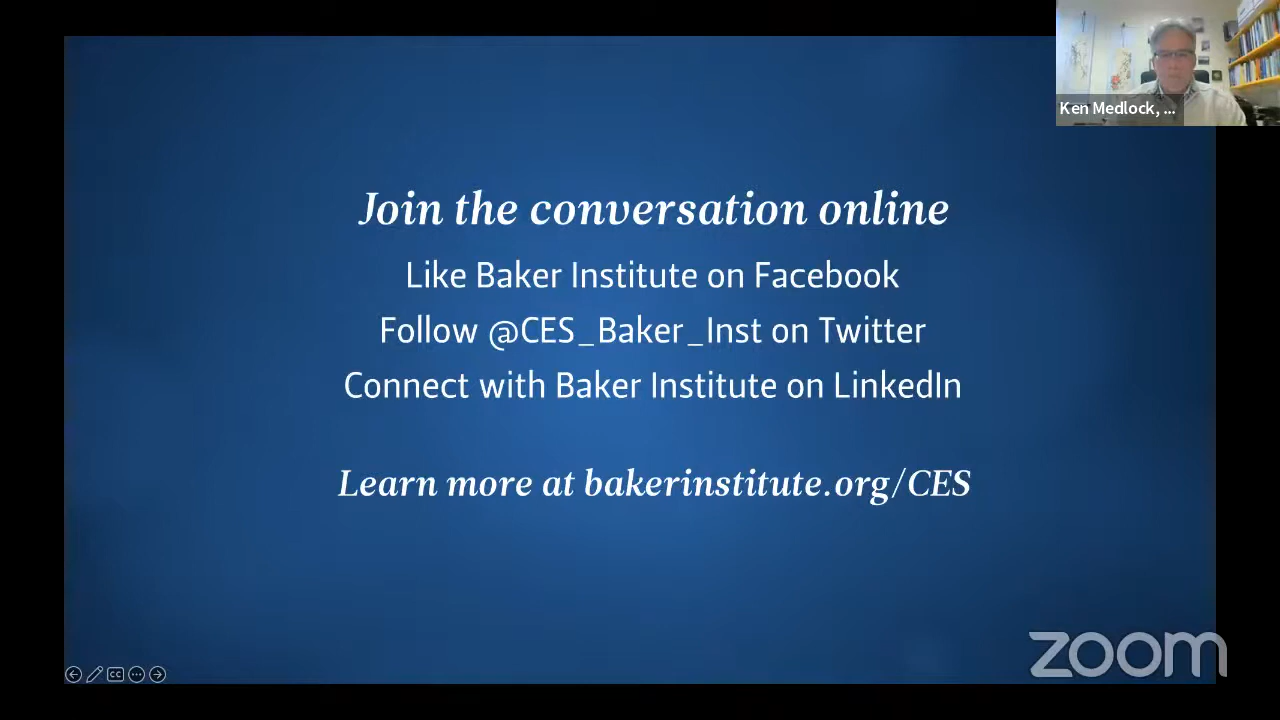 Ken Medlock, ...
Join the conversation online
Like Baker Institute on Facebook
Follow @CES_Baker_Inst on Twitter
Connect with Baker Institute on LinkedIn
Learn more at bakerinstitute.org/CES
CC
zoom